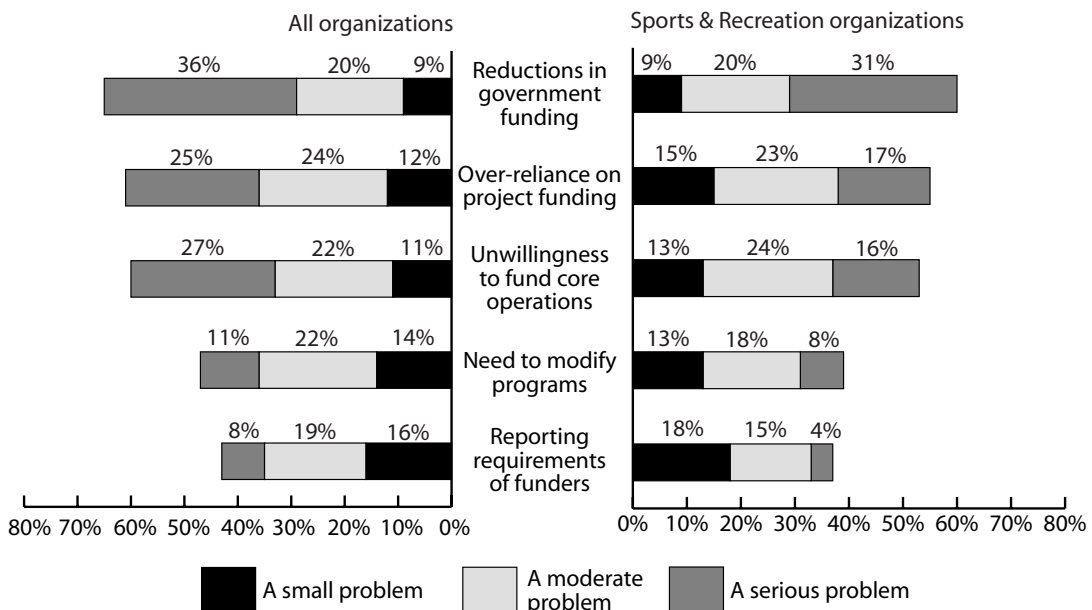 All organizations
Sports & Recreation organizations
36% 20% 9%
Reductions in
government
funding
9% 20% 31%
25% 24% 12%
Over-reliance on
project funding
15% 23% 17%
27% 22% 11%
Unwillingness
to fund core
operations
13% 24% 16%
11% 22% 14%
Need to modify
programs
13% 18% 8%
8% 19% 16%
Reporting
requirements
of funders
18% 15% 4%
80% 70% 60% 50% 40% 30% 20% 10% 0%
0% 10% 20% 30% 40% 50% 60% 70% 80%
A small problem
A moderate
problem
A serious problem